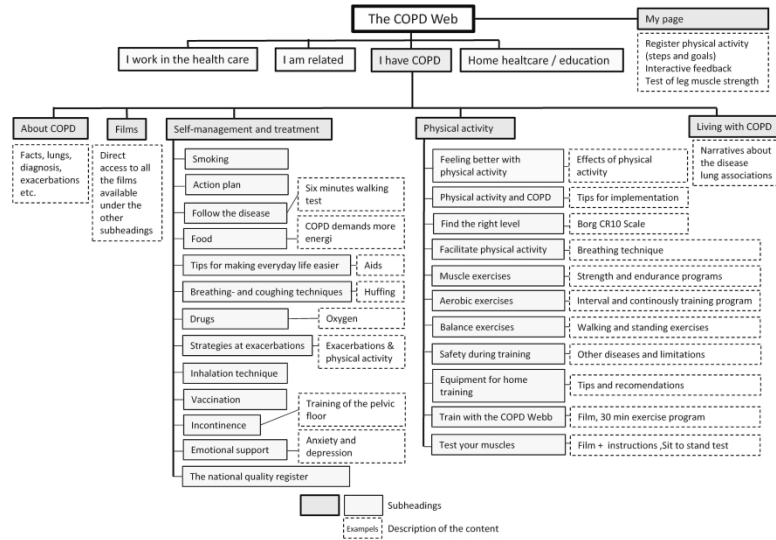 The COPD Web
My page
Register physical activity
(steps and goals)
Interactive feedback
Test of leg muscle strength
I work in the health care
I am related
I have COPD
Home healtcare / education
About COPD
Films
Self-management and treatment
Physical activity
Living with COPD
Facts, lungs,
diagnosis,
exacerbations
etc.
Direct
access to all
the films
available
under the
other
subheadings
Smoking
Action plan
Follow the disease
Six minutes walking
test
Food
COPD demands more
energi
Tips for making everyday life easier
Aids
Breathing- and coughing techniques
Huffing
Drugs
Oxygen
Strategies at exacerbations
Exacerbations &
physical activity
Inhalation technique
Vaccination
Incontinence
Training of the pelvic
floor
Emotional support
Anxiety and
depression
The national quality register
Feeling better with
physical activity
Effects of physical
activity
Physical activity and COPD
Tips for implementation
Find the right level
Borg CR10 Scale
Facilitate physical activity
Breathing technique
Muscle exercises
Strength and endurance programs
Aerobic exercises
Interval and continously training program
Balance exercises
Walking and standing exercises
Safety during training
Other diseases and limitations
Equipment for home
training
Tips and recomendations
Train with the COPD Webb
Film, 30 min exercise program
Test your muscles
Film + instructions ,Sit to stand test
Narratives about
the disease
lung associations
Subheadings
Exampels
Description of the content